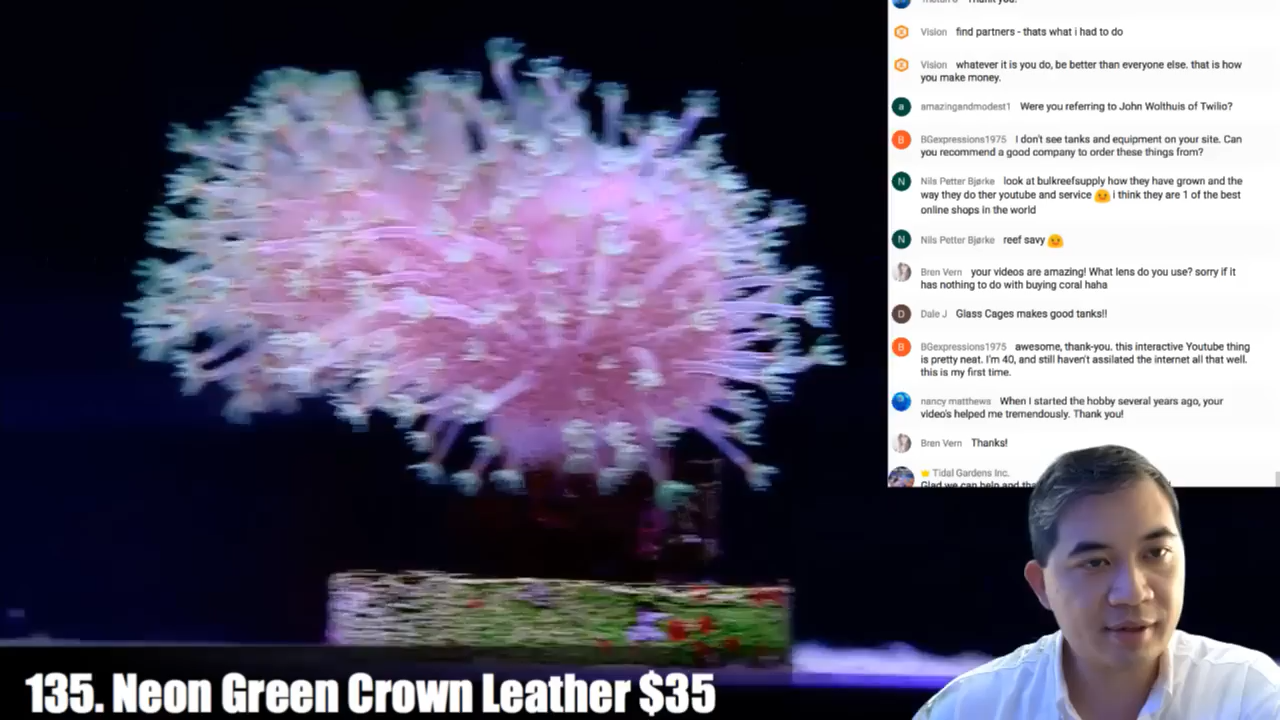 Thank you!
Vision find partners - thats what i had to do
Vision whatever it is you do, be better than everyone else. that is how
you make money.
a amazingandmodest1 Were you referring to John Wolthuis of Twilio?
B BGexpressions1975 I don't see tanks and equipment on your site. Can
you recommend a good company to order these things from?
N Nils Petter Bjørke look at bulkreefsupply how they have grown and the
way they do ther youtube and service i think they are 1 of the best
online shops in the world
N Nils Petter Bjørke reef savy
Bren Vern your videos are amazing! What lens do you use? sorry if it
has nothing to do with buying coral haha
D Dale J Glass Cages makes good tanks!!
B BGexpressions1975 awesome, thank-you. this interactive Youtube thing
is pretty neat. I'm 40, and still haven't assilated the internet all that well.
this is my first time.
nancy matthews When I started the hobby several years ago, your
video's helped me tremendously. Thank you!
Bren Vern Thanks!
Tidal Gardens Inc.
Glad we can help and
135. Neon Green Crown Leather $35